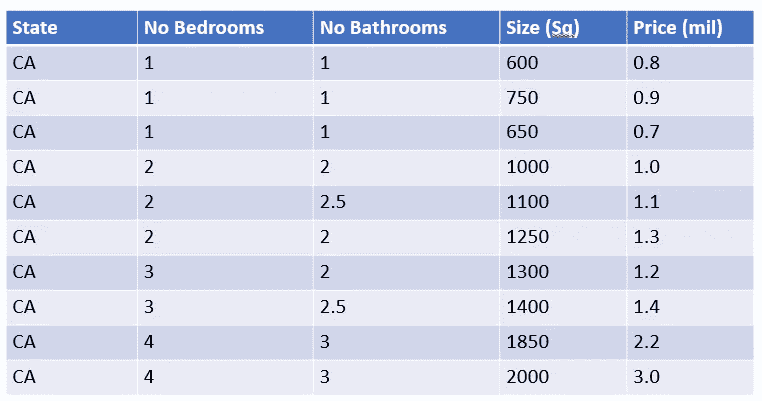 State No Bedrooms No Bathrooms Size (Sq) Price (mil)
CA 1 1 600 0.8
CA 1 1 750 0.9
CA 1 1 650 0.7
CA 2 2 1000 1.0
CA 2 2.5 1100 1.1
CA 2 2 1250 1.3
CA 3 2 1300 1.2
CA 3 2.5 1400 1.4
CA 4 3 1850 2.2
CA 4 3 2000 3.0